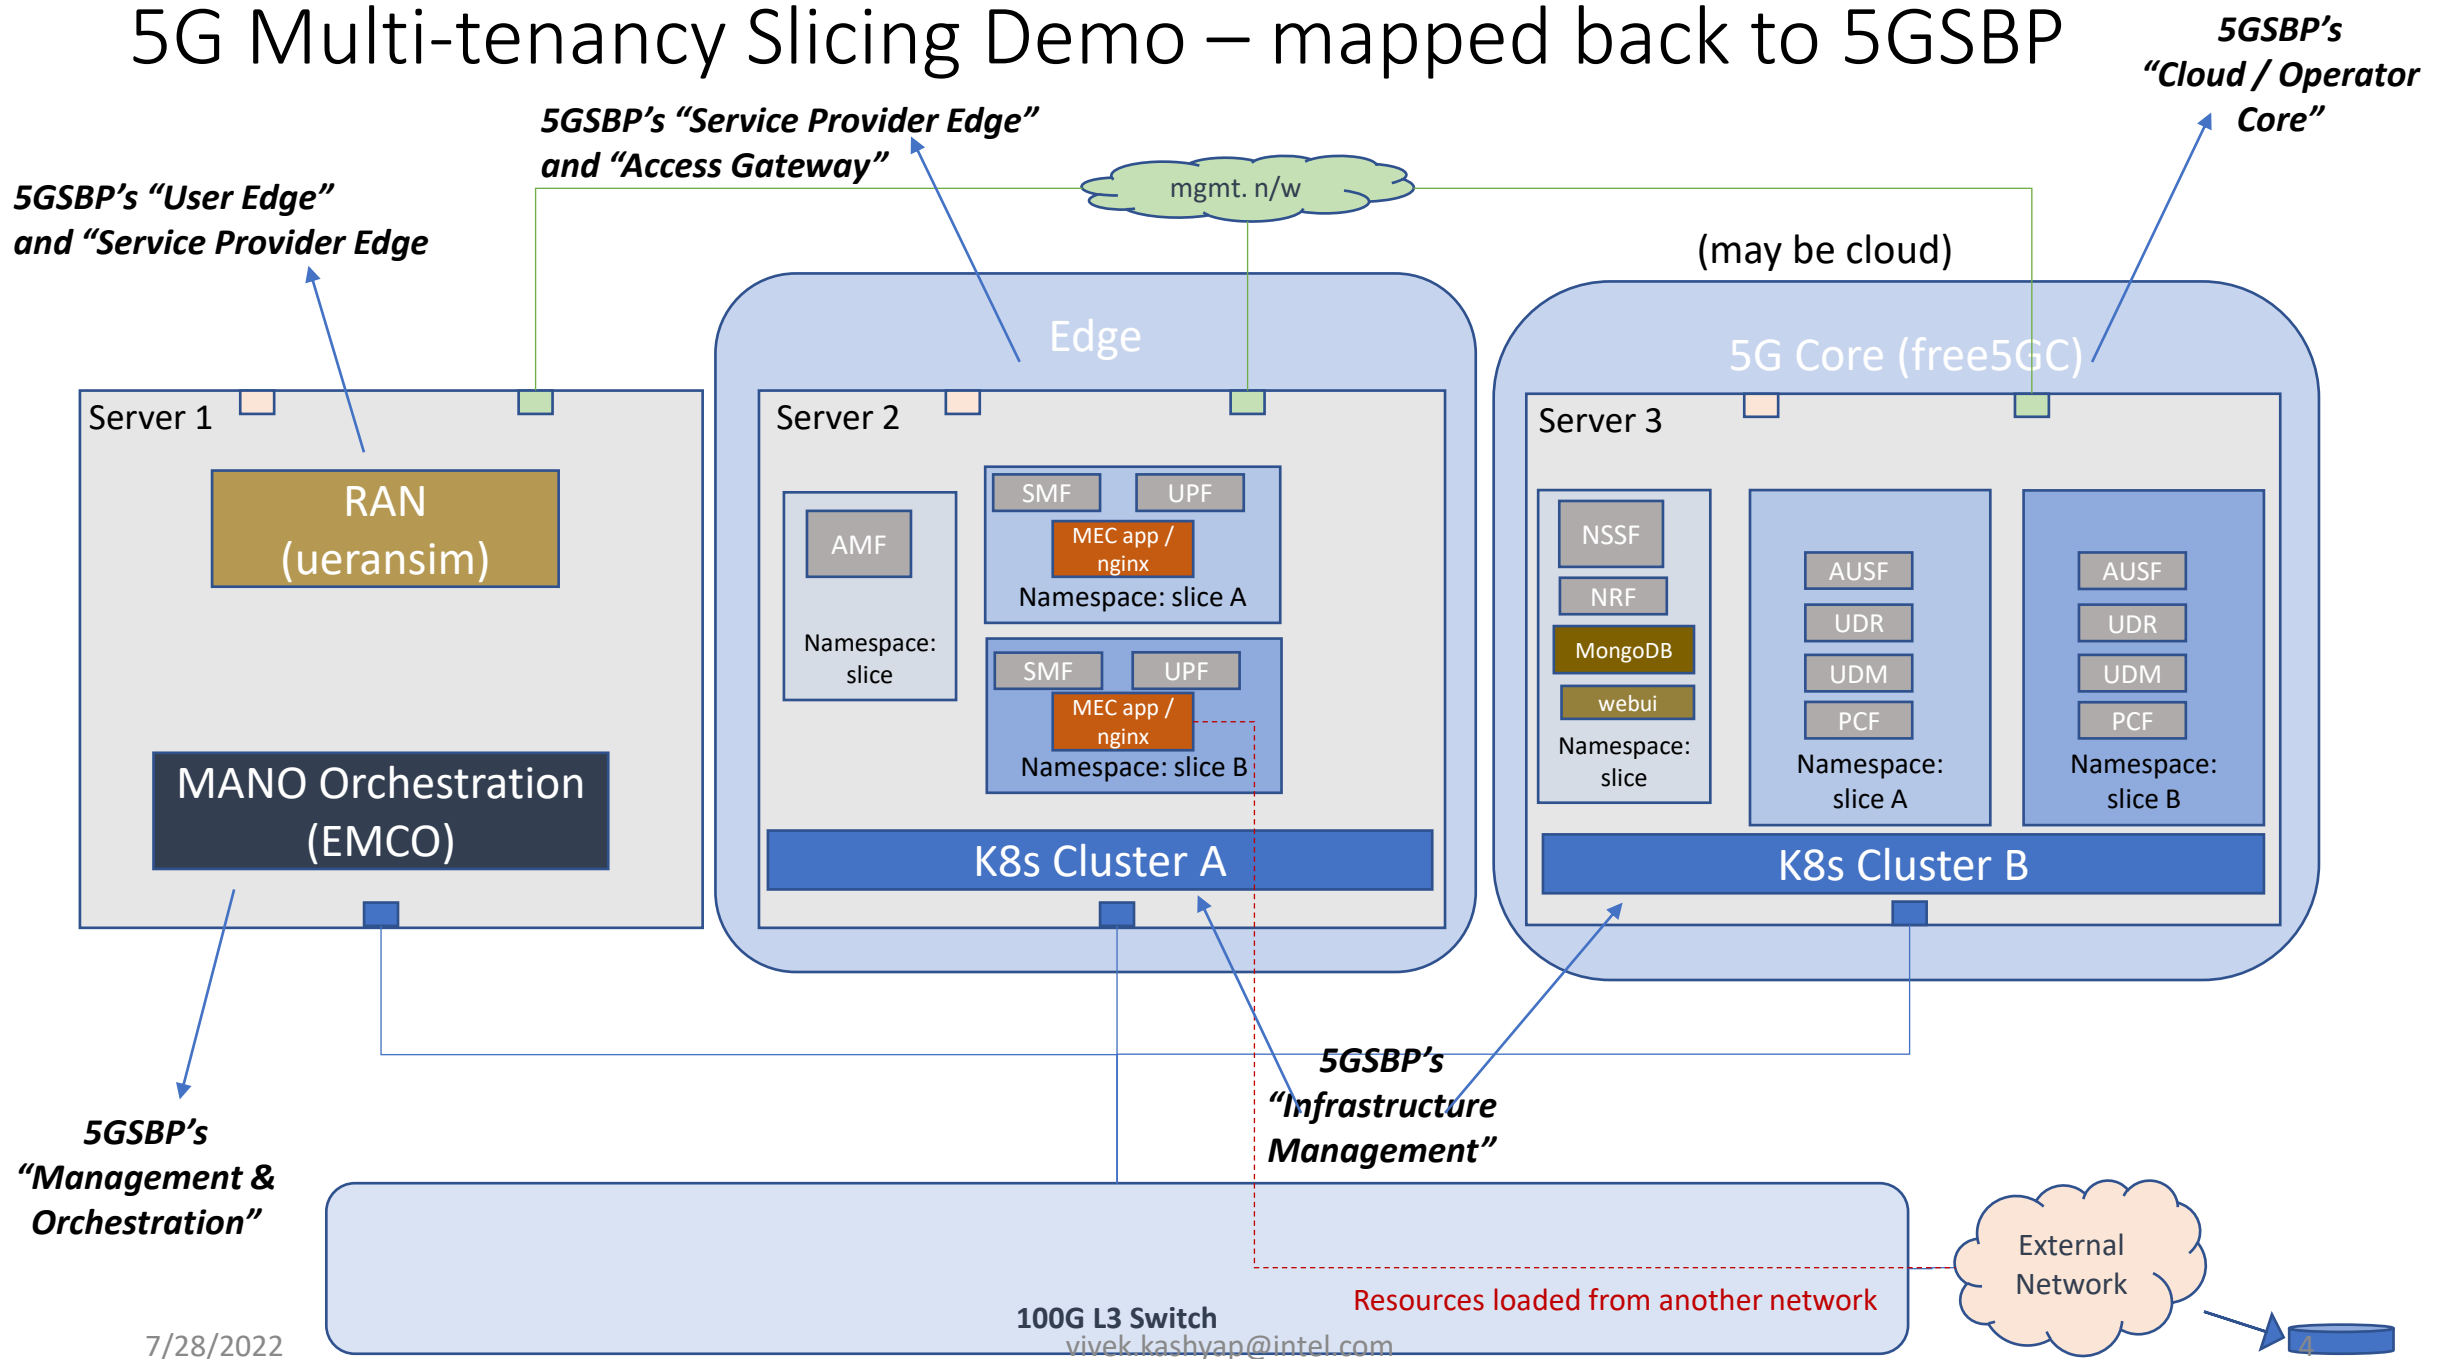 5G Multi-tenancy Slicing Demo – mapped back to 5GSBP
5GSBP’s
“Cloud / Operator
Core”
5GSBP’s “Service Provider Edge”
and “Access Gateway”
5GSBP’s “User Edge”
and “Service Provider Edge
mgmt. n/w
(may be cloud)
Edge
5G Core (free5GC)
Server 1
RAN
(ueransim)
MANO Orchestration
(EMCO)
Server 2
AMF
Namespace:
slice
SMF
UPF
MEC app /
nginx
Namespace: slice A
SMF
UPF
MEC app /
nginx
Namespace: slice B
K8s Cluster A
Server 3
NSSF
NRF
MongoDB
webui
Namespace:
slice
AUSF
UDR
UDM
PCF
Namespace:
slice A
AUSF
UDR
UDM
PCF
Namespace:
slice B
K8s Cluster B
5GSBP’s
“Management &
Orchestration”
5GSBP’s
“Infrastructure
Management”
External
Network
Resources loaded from another network
100G L3 Switch
7/28/2022
vivek.kashyap@intel.com
4